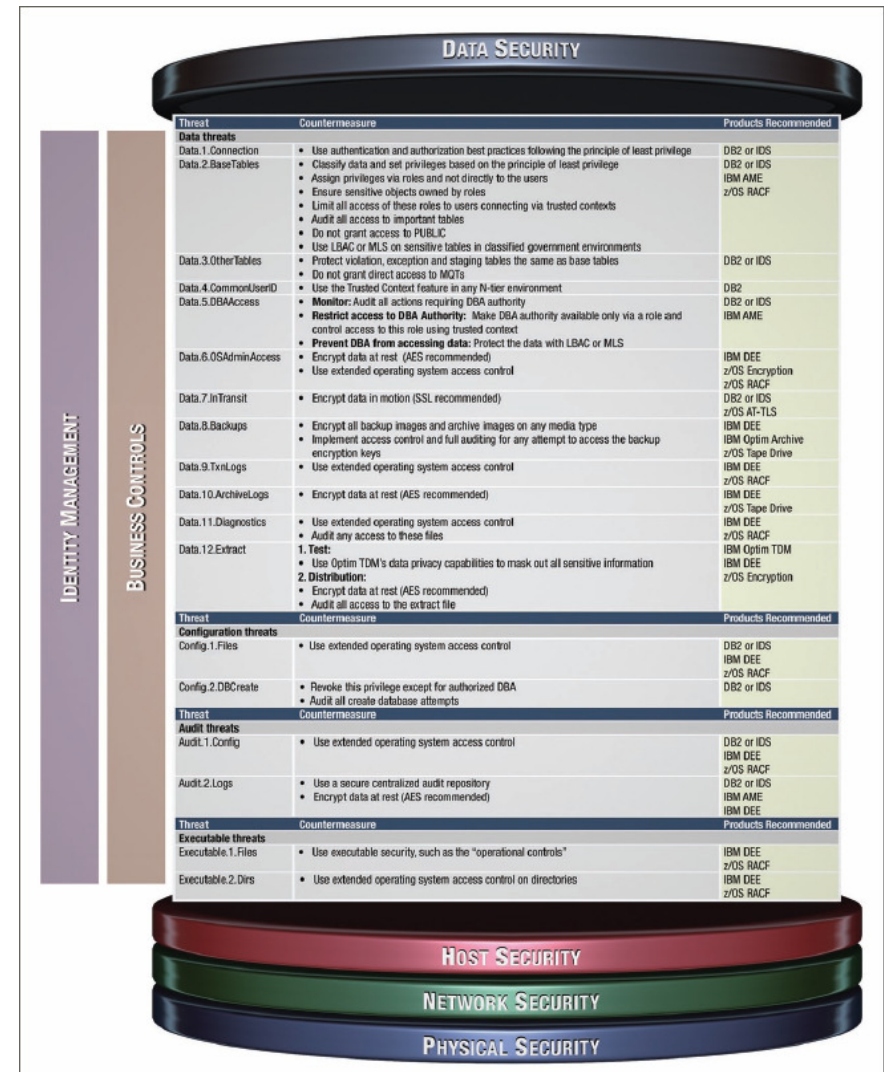 DATA SECURITY
Threat Countermeasure Products Recommended
Data threats
Data.1.Connection • Use authentication and authorization best practices following the principle of least privilege DB2 or IDS
Data.2.BaseTables • Classify data and set privileges based on the principle of least privilege DB2 or IDS
• Assign privileges via roles and not directly to the users IBM AME
• Ensure sensitive objects owned by roles z/OS RACF
• Limit all access of these roles to users connecting via trusted contexts
• Audit all access to important tables
• Do not grant access to PUBLIC
• Use LBAC or MLS on sensitive tables in classified government environments
Data.3.OtherTables • Protect violation, exception and staging tables the same as base tables DB2 or IDS
• Do not grant direct access to MQTs
Data.4.CommonUserID • Use the Trusted Context feature in any N-tier environment DB2
Data.5.DBAAccess • Monitor: Audit all actions requiring DBA authority DB2 or IDS
• Restrict access to DBA Authority: Make DBA authority available only via a role and IBM AME
control access to this role using trusted context
• Prevent DBA from accessing data: Protect the data with LBAC or MLS
Data.6.OSAdminAccess • Encrypt data at rest (AES recommended) IBM DEE
• Use extended operating system access control z/OS Encryption
z/OS RACF
Data.7.InTransit • Encrypt data in motion (SSL recommended) DB2 or IDS
z/OS AT-TLS
Data.8.Backups • Encrypt all backup images and archive images on any media type IBM DEE
• Implement access control and full auditing for any attempt to access the backup IBM Optim Archive
encryption keys z/OS Tape Drive
Data.9.TxnLogs • Use extended operating system access control IBM DEE
z/OS RACF
Data.10.ArchiveLogs • Encrypt data at rest (AES recommended) IBM DEE
z/OS Tape Drive
Data.11.Diagnostics • Use extended operating system access control IBM DEE
• Audit any access to these files z/OS RACF
Data.12.Extract 1. Test: IBM Optim TDM
• Use Optim TDM's data privacy capabilities to mask out all sensitive information IBM DEE
2. Distribution: z/OS Encryption
• Encrypt data at rest (AES recommended)
• Audit all access to the extract file
Threat Countermeasure Products Recommended
Configuration threats
Config.1.Files • Use extended operating system access control DB2 or IDS
IBM DEE
z/OS RACF
Config.2.DBCreate • Revoke this privilege except for authorized DBA DB2 or IDS
• Audit all create database attempts
Threat Countermeasure Products Recommended
Audit threats
Audit.1.Config • Use extended operating system access control DB2 or IDS
IBM DEE
z/OS RACF
Audit.2.Logs • Use a secure centralized audit repository DB2 or IDS
• Encrypt data at rest (AES recommended) IBM AME
IBM DEE
Threat Countermeasure Products Recommended
Executable threats
Executable.1.Files • Use executable security, such as the "operational controls" IBM DEE
z/OS RACF
Executable.2.Dirs • Use extended operating system access control on directories IBM DEE
z/OS RACF
IDENTITY MANAGEMENT
BUSINESS CONTROLS
HOST SECURITY
NETWORK SECURITY
PHYSICAL SECURITY